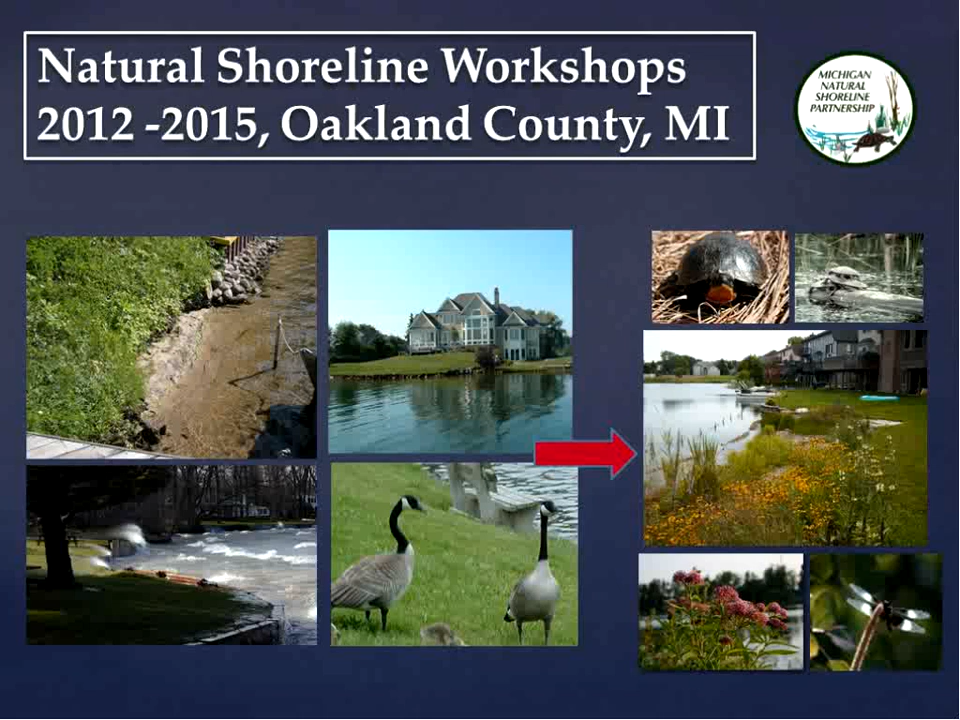 Natural Shoreline Workshops
2012 -2015, Oakland County, MI
MICHIGAN
NATURAL
SHORELINE
PARTNERSHIP